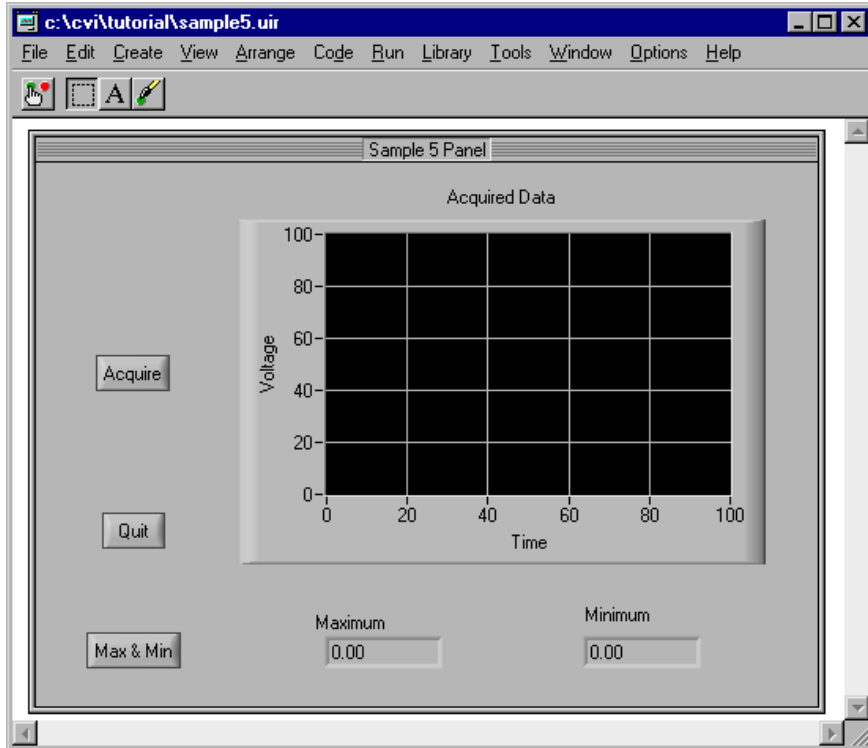 c:\cvi\tutorial\sample5.uir
File Edit Create View Arrange Code Run Library Tools Window Options Help
A
Sample 5 Panel
Acquired Data
100
80
60
40
20
0
Voltage
0 20 40 60 80 100
Time
Acquire
Quit
Max & Min
Maximum
0.00
Minimum
0.00